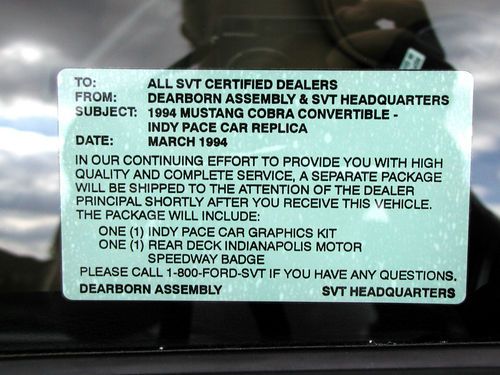 TO: ALL SVT CERTIFIED DEALERS
FROM: DEARBORN ASSEMBLY & SVT HEADQUARTERS
SUBJECT: 1994 MUSTANG COBRA CONVERTIBLE -
INDY PACE CAR REPLICA
DATE: MARCH 1994
IN OUR CONTINUING EFFORT TO PROVIDE YOU WITH HIGH
QUALITY AND COMPLETE SERVICE, A SEPARATE PACKAGE
WILL BE SHIPPED TO THE ATTENTION OF THE DEALER
PRINCIPAL SHORTLY AFTER YOU RECEIVE THIS VEHICLE.
THE PACKAGE WILL INCLUDE:
ONE (1) INDY PACE CAR GRAPHICS KIT
ONE (1) REAR DECK INDIANAPOLIS MOTOR
SPEEDWAY BADGE
PLEASE CALL 1-800-FORD-SVT IF YOU HAVE ANY QUESTIONS.
DEARBORN ASSEMBLY SVT HEADQUARTERS